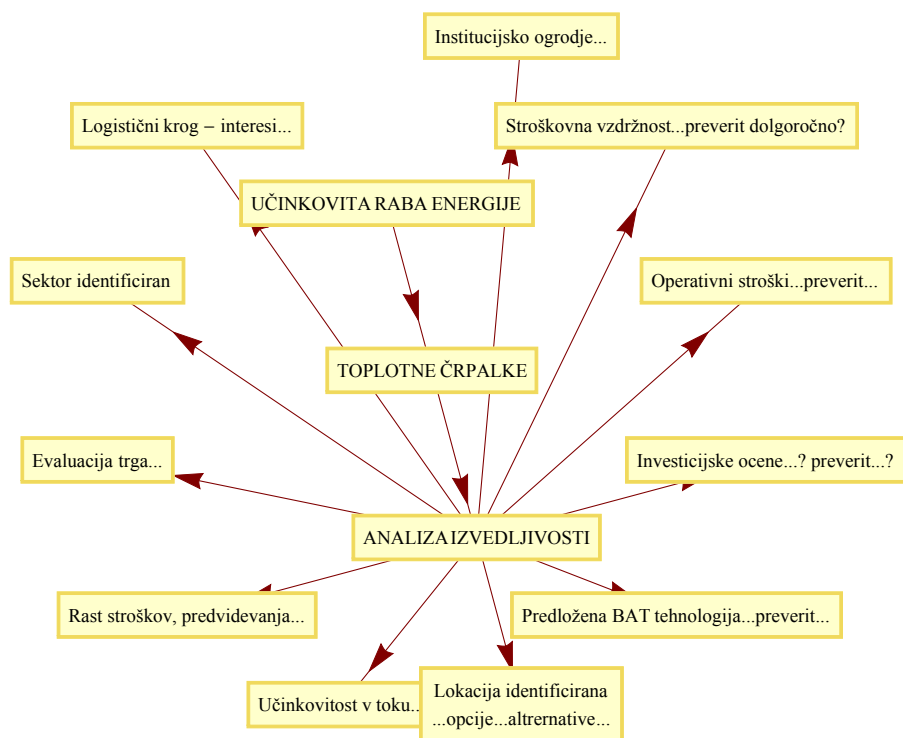 Institucijsko ogrodje...
Logistični krog – interesi...
Stroškovna vzdržnost...preverit dolgoročno?
UČINKOVITA RABA ENERGIJE
Sektor identificiran
Operativni stroški...preverit...
TOPLOTNE ČRPALKE
Evaluacija trga...
Investicijske ocene...? preverit...?
ANALIZA IZVEDLJIVOSTI
Rast stroškov, predvidevanja...
Predložena BAT tehnologija...preverit...
Učinkovitost v toku...
Lokacija identificirana
...opcije...altrernative...